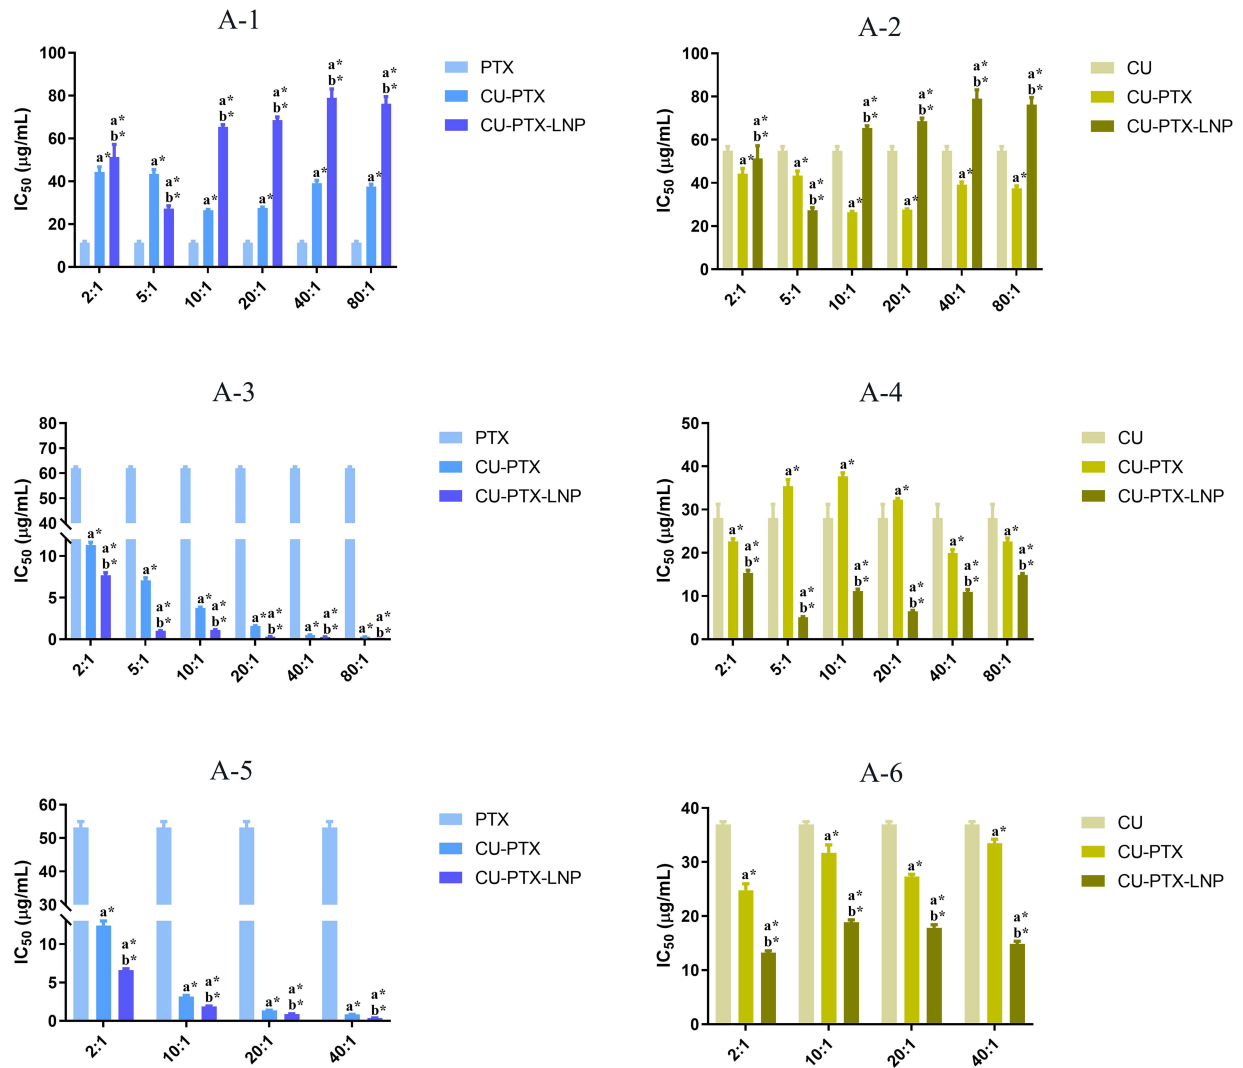 A-1
IC50 (µg/mL)
100
80
60
40
20
0
a*
a*
b*
a*
a*
b*
a*
a*
b*
a*
a*
b*
a*
a*
b*
a*
a*
b*
2:1
5:1
10:1
20:1
40:1
80:1
PTX
CU-PTX
CU-PTX-LNP
A-2
IC50 (µg/mL)
100
80
60
40
20
0
a*
a*
b*
a*
a*
b*
a*
a*
b*
a*
a*
b*
a*
a*
b*
a*
a*
b*
2:1
5:1
10:1
20:1
40:1
80:1
CU
CU-PTX
CU-PTX-LNP
A-3
IC50 (µg/mL)
80
70
60
50
40
10
5
0
a*
a*
b*
a*
a*
b*
a*
a*
b*
a*
a*
b*
a*
a*
b*
a*
a*
b*
2:1
5:1
10:1
20:1
40:1
80:1
PTX
CU-PTX
CU-PTX-LNP
A-4
IC50 (µg/mL)
50
40
30
20
10
0
a*
a*
b*
a*
a*
b*
a*
a*
b*
a*
a*
b*
a*
a*
b*
a*
a*
b*
2:1
5:1
10:1
20:1
40:1
80:1
CU
CU-PTX
CU-PTX-LNP
A-5
IC50 (µg/mL)
60
50
40
30
10
5
0
a*
a*
b*
a*
a*
b*
a*
a*
b*
a*
a*
b*
2:1
10:1
20:1
40:1
PTX
CU-PTX
CU-PTX-LNP
A-6
IC50 (µg/mL)
40
30
20
10
0
a*
a*
b*
a*
a*
b*
a*
a*
b*
a*
a*
b*
2:1
10:1
20:1
40:1
CU
CU-PTX
CU-PTX-LNP